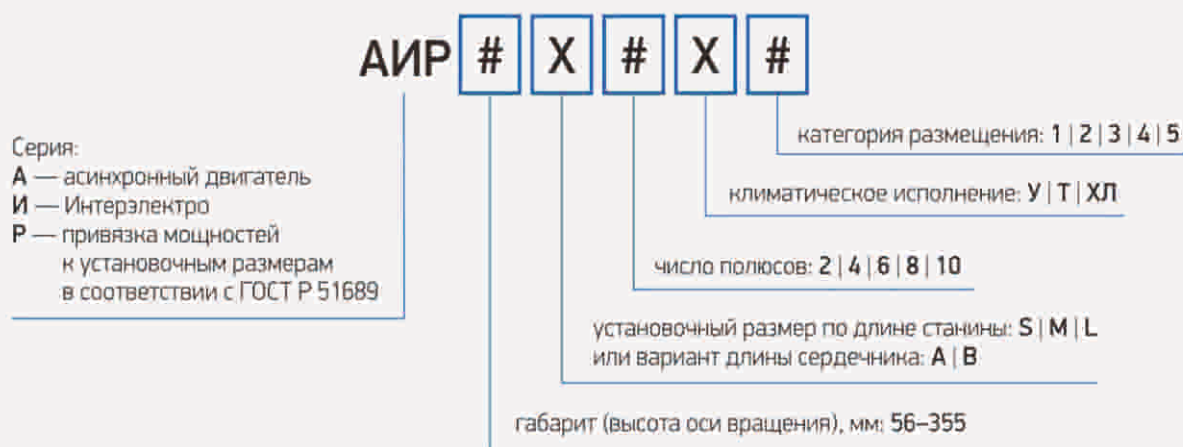 АИР # X # X #
Серия:
А — асинхронный двигатель
И — Интерэлектро
Р — привязка мощностей
к установочным размерам
в соответствии с ГОСТ Р 51689
категория размещения: 1 | 2 | 3 | 4 | 5
климатическое исполнение: У | Т | ХЛ
число полюсов: 2 | 4 | 6 | 8 | 10
установочный размер по длине станины: S | M | L
или вариант длины сердечника: A | B
габарит (высота оси вращения), мм: 56–355